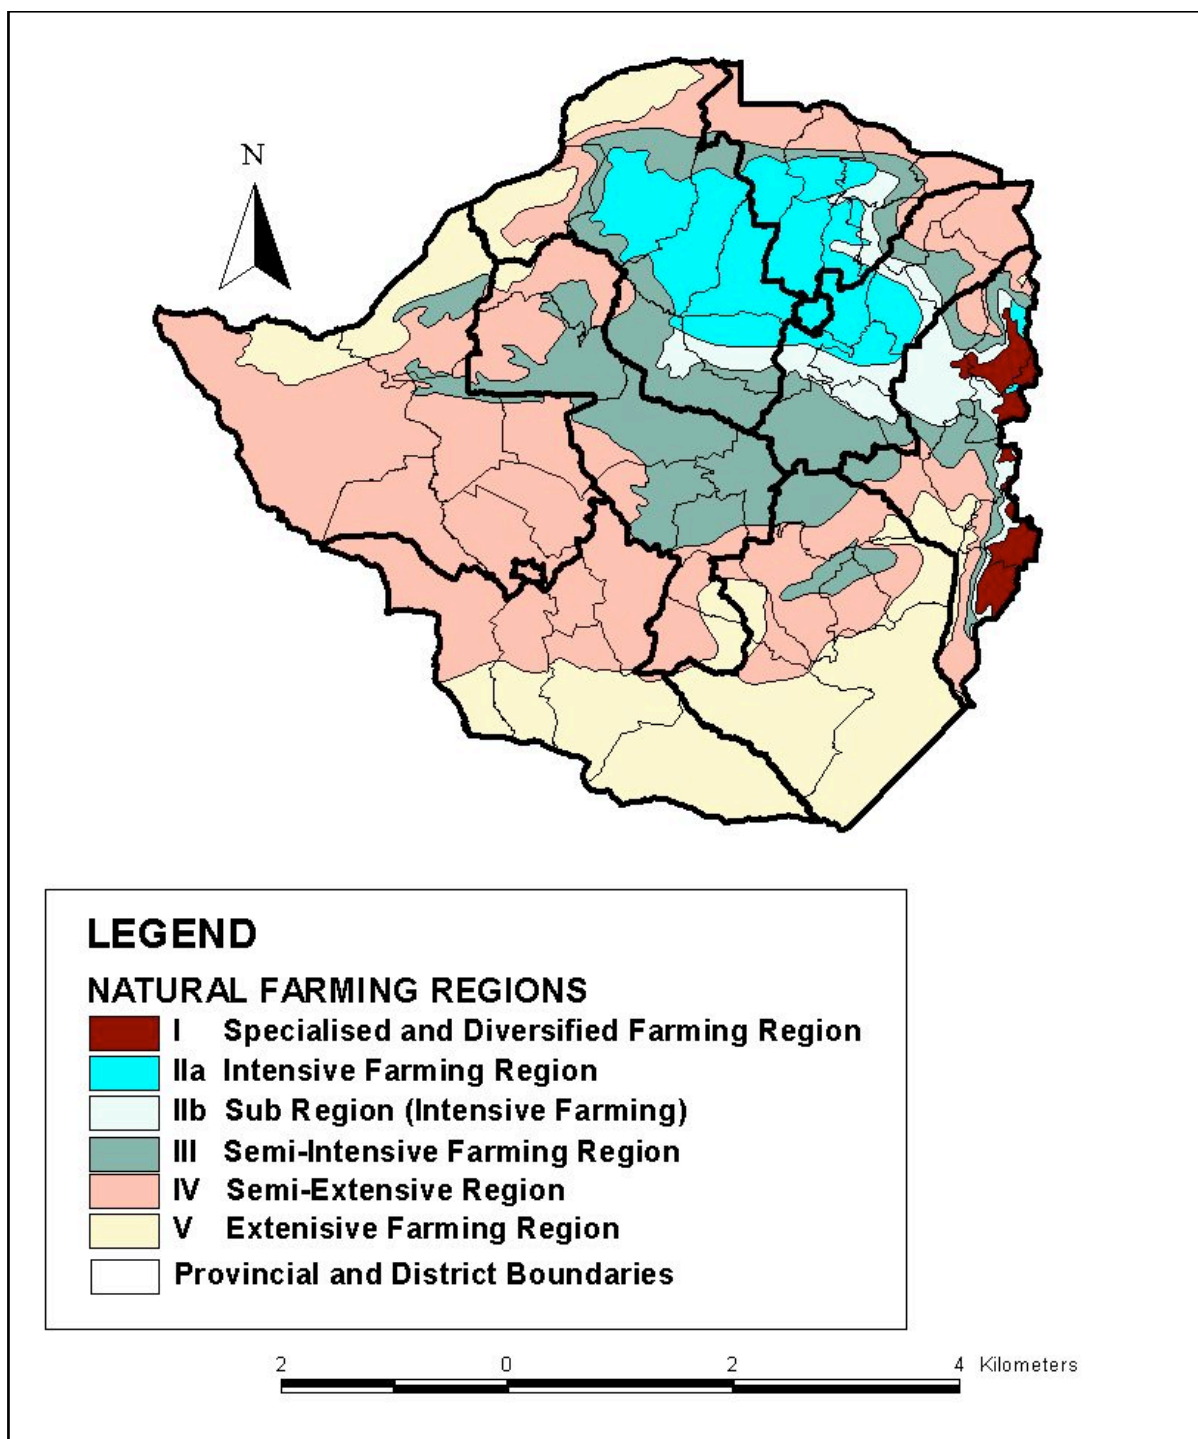 N
LEGEND
NATURAL FARMING REGIONS
I Specialised and Diversified Farming Region
IIa Intensive Farming Region
IIb Sub Region (Intensive Farming)
III Semi-Intensive Farming Region
IV Semi-Extensive Region
V Extenisive Farming Region
Provincial and District Boundaries
2 0 2 4 Kilometers